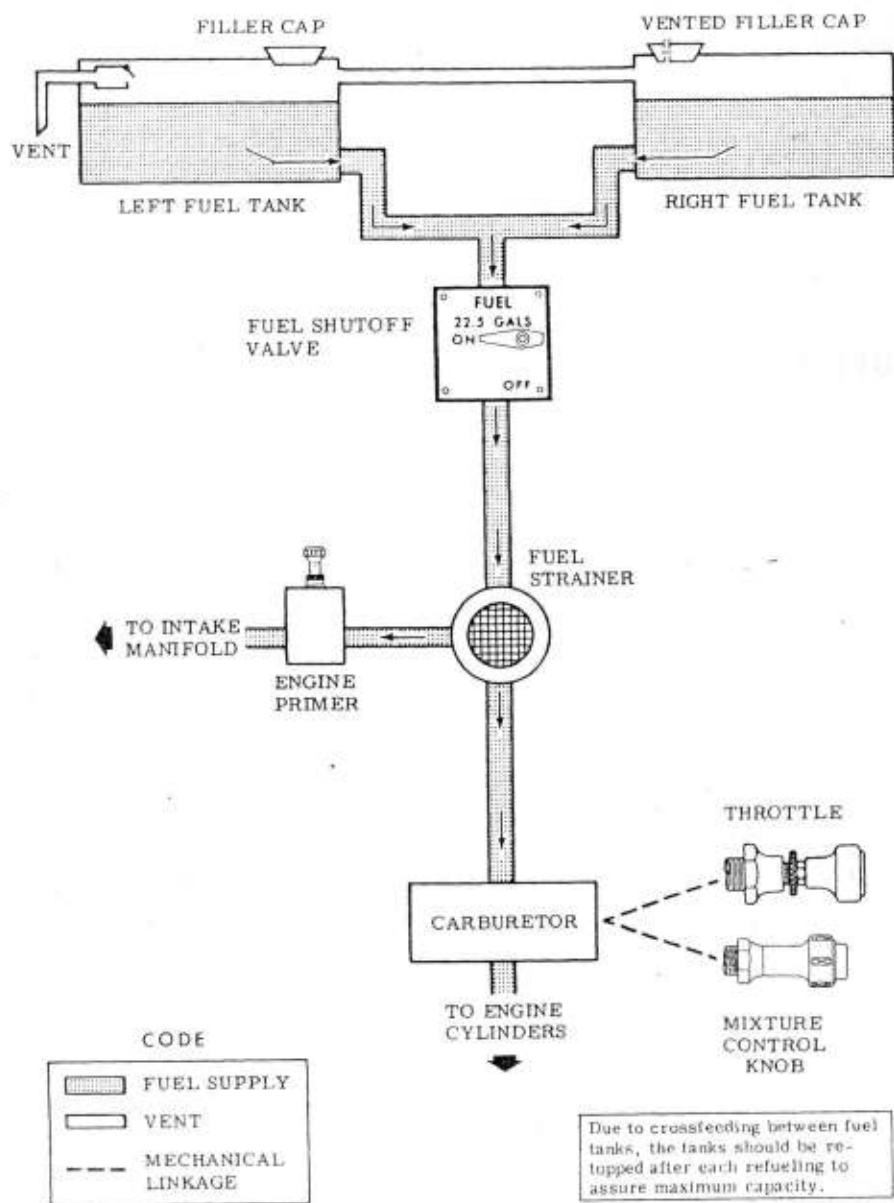 FILLER CAP
VENTED FILLER CAP
VENT
LEFT FUEL TANK
RIGHT FUEL TANK
FUEL
22.5 GALS
ON
OFF
FUEL SHUTOFF
VALVE
FUEL
STRAINER
TO INTAKE
MANIFOLD
ENGINE
PRIMER
THROTTLE
CARBURETOR
TO ENGINE
CYLINDERS
MIXTURE
CONTROL
KNOB
CODE
FUEL SUPPLY
VENT
MECHANICAL
LINKAGE
Due to crossfeeding between fuel
tanks, the tanks should be re-
topped after each refueling to
assure maximum capacity.